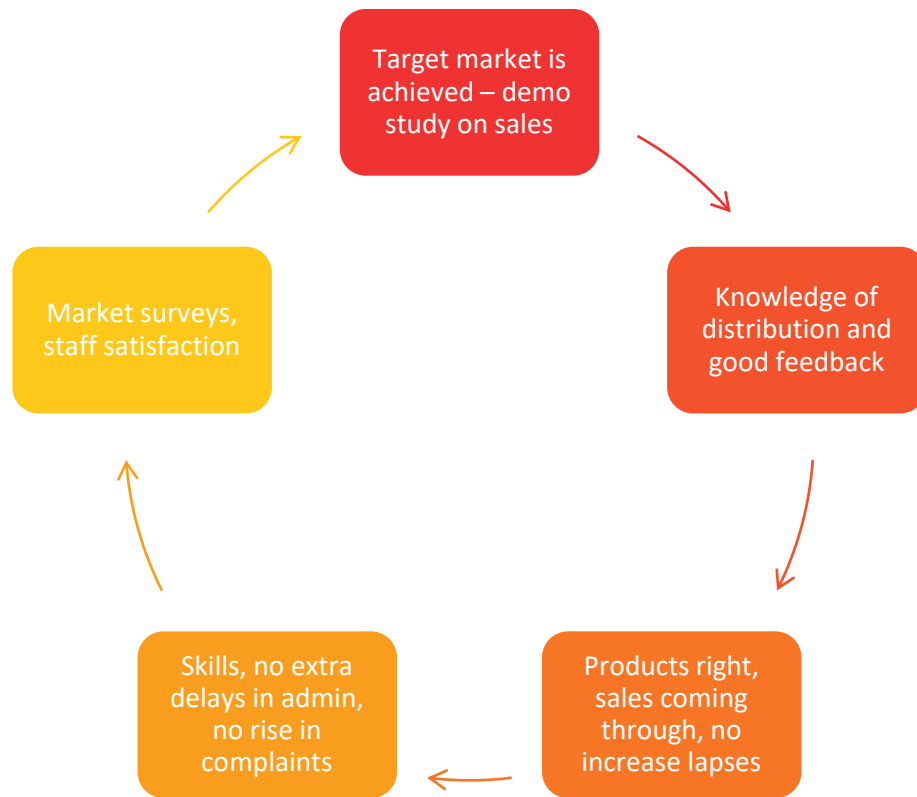 Target market is
achieved – demo
study on sales
Knowledge of
distribution and
good feedback
Products right,
sales coming
through, no
increase lapses
Skills, no extra
delays in admin,
no rise in
complaints
Market surveys,
staff satisfaction